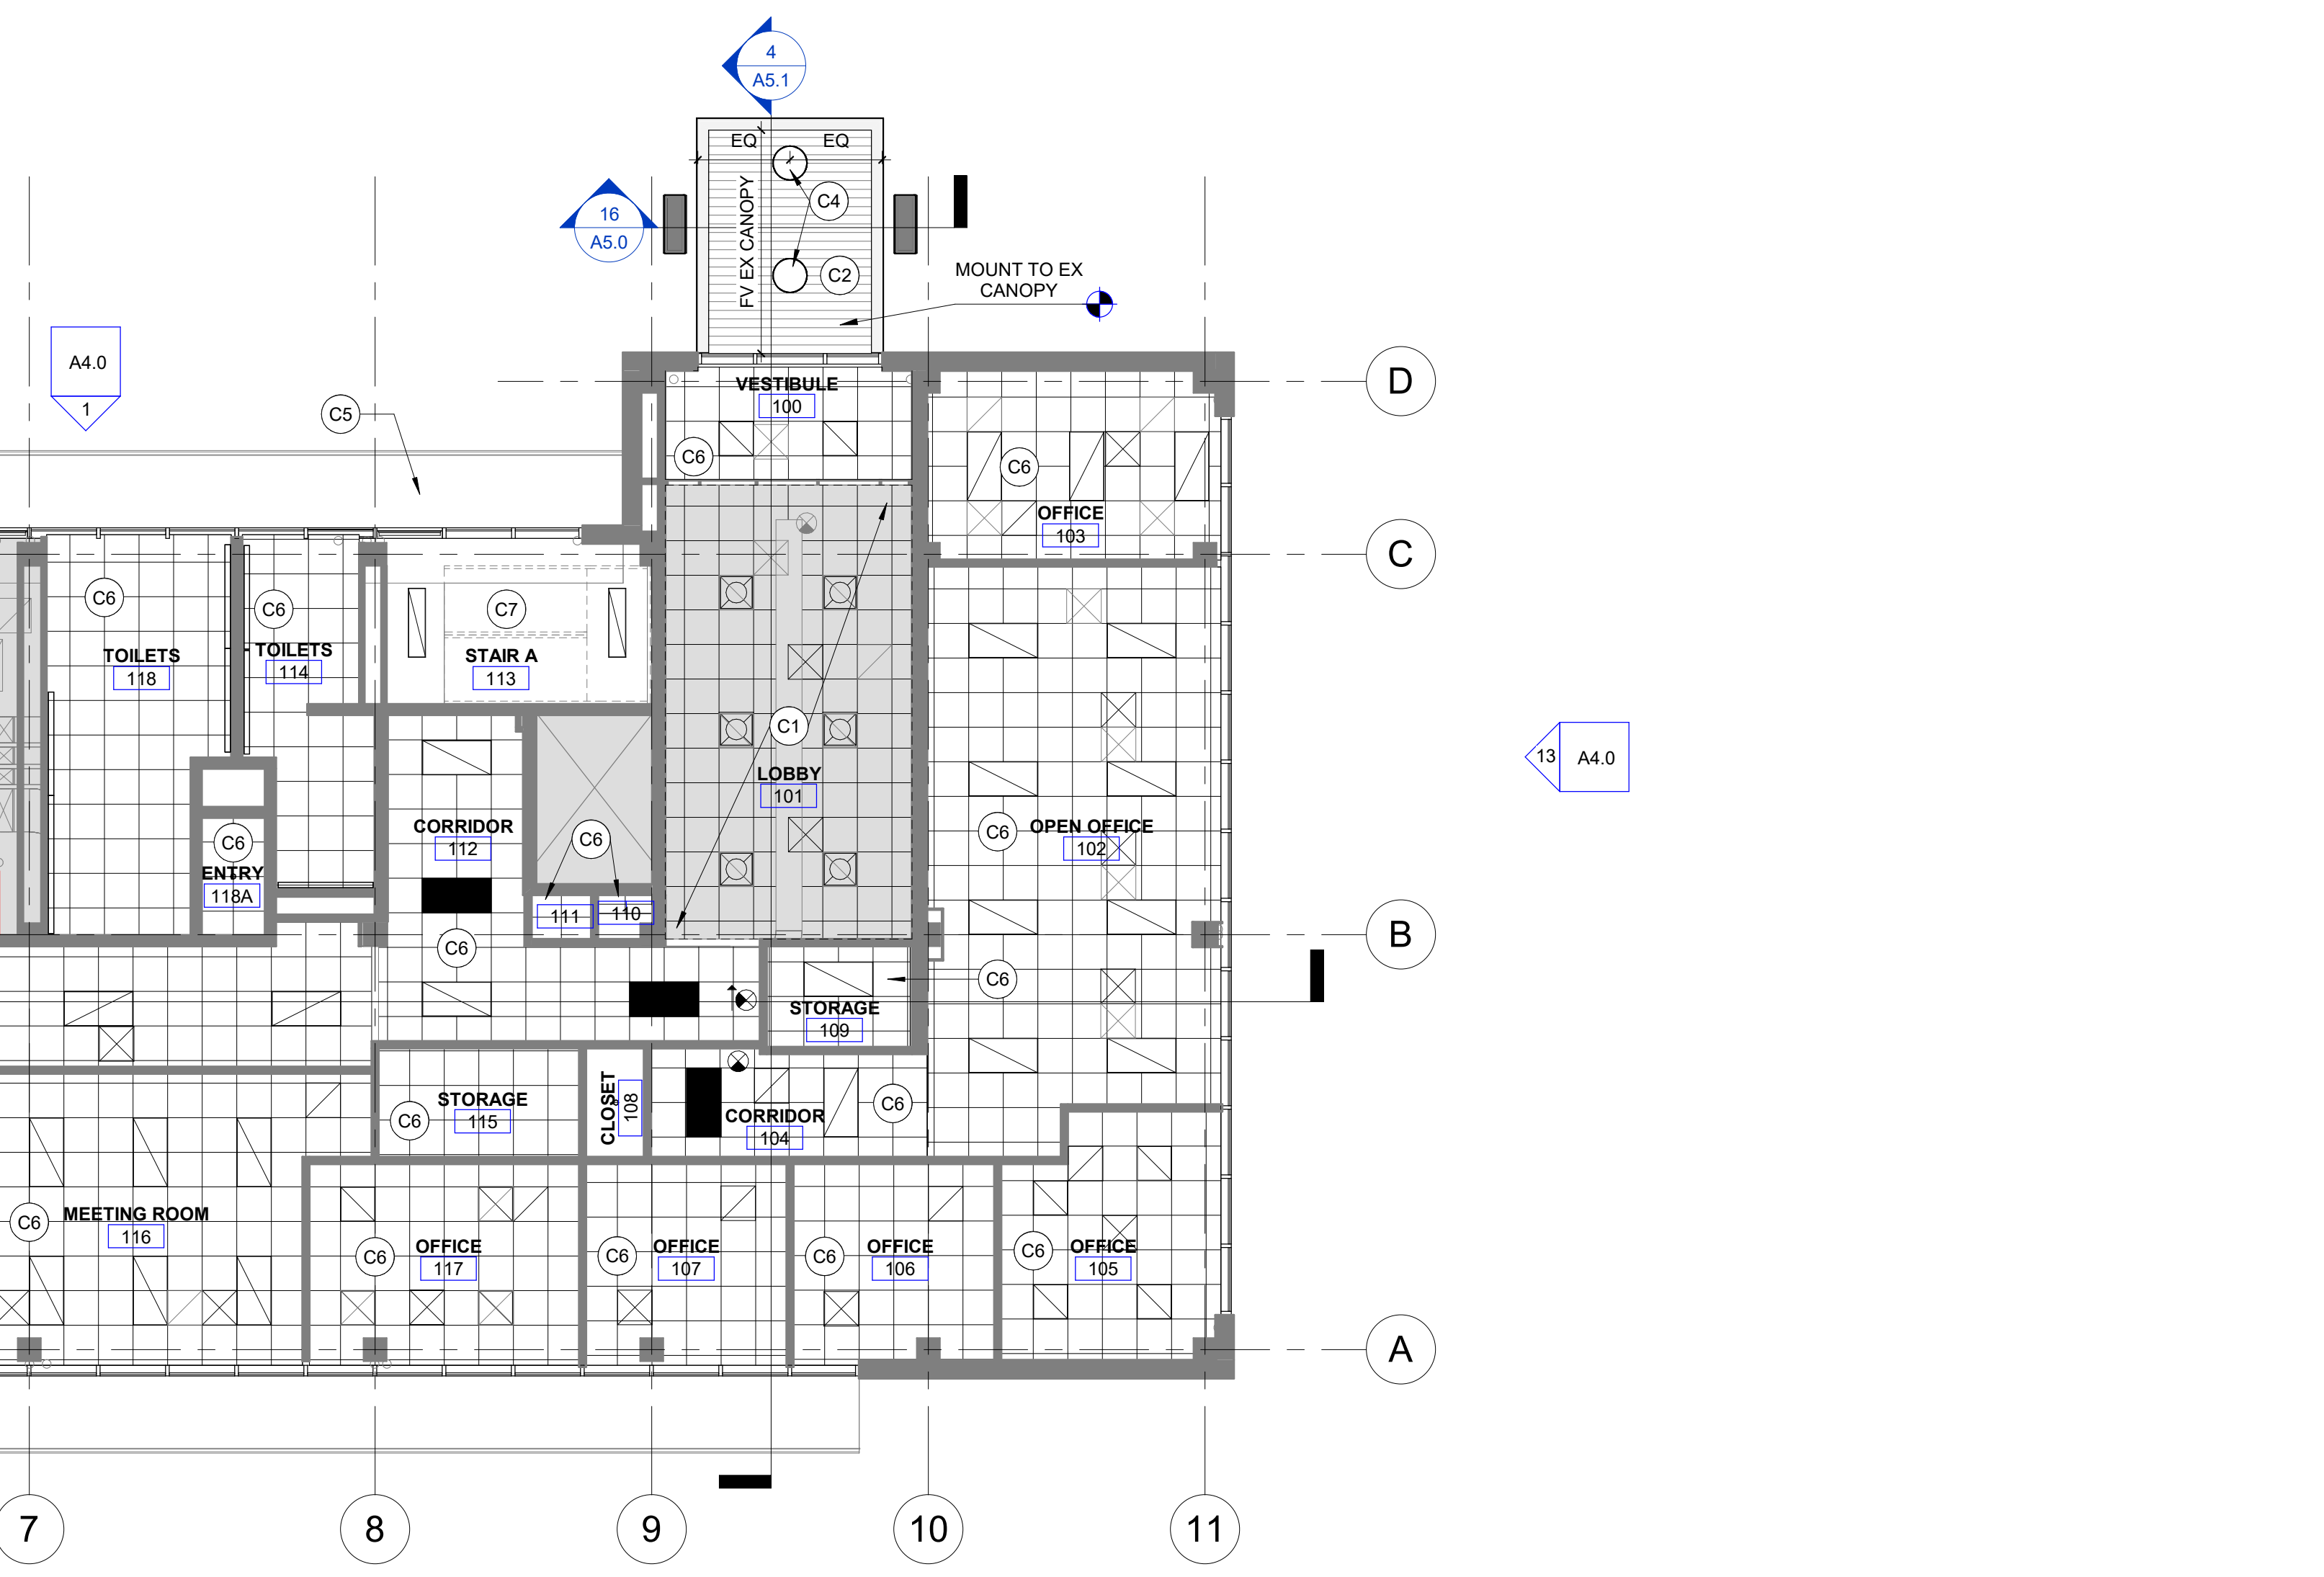 4
A5.1
EQ
EQ
FV EX CANOPY
C4
16
A5.0
C2
MOUNT TO EX
CANOPY
A4.0
1
C5
D
VESTIBULE
100
C6
C6
OFFICE
103
C
C6
TOILETS
118
C6
TOILETS
114
C7
STAIR A
113
C1
LOBBY
101
13
A4.0
CORRIDOR
112
C6
C6
OPEN OFFICE
102
C6
ENTRY
118A
111
110
C6
B
C6
STORAGE
109
C6
STORAGE
115
CLOSET
108
CORRIDOR
104
C6
C6
MEETING ROOM
116
C6
OFFICE
117
C6
OFFICE
107
C6
OFFICE
106
C6
OFFICE
105
A
7
8
9
10
11